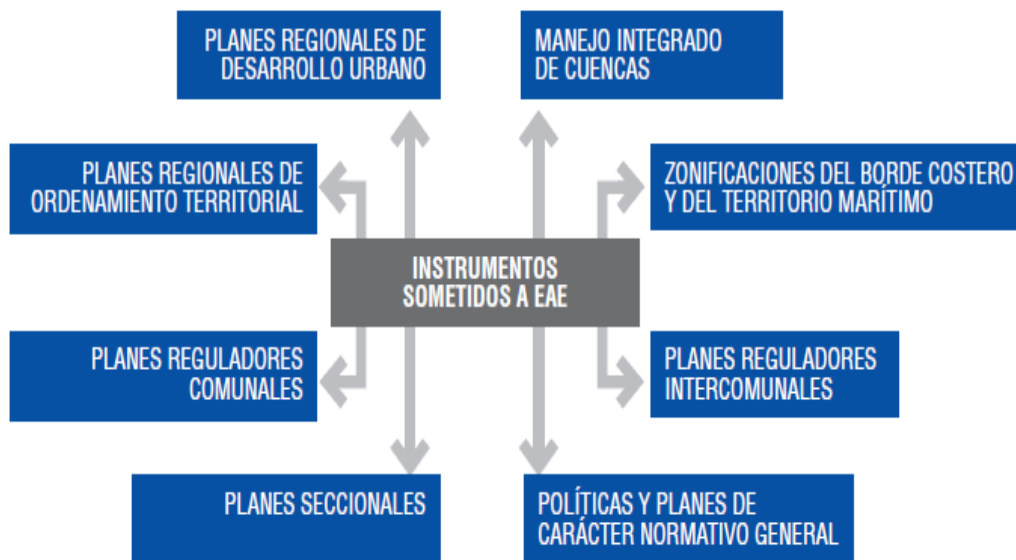 PLANES REGIONALES DE
DESARROLLO URBANO
MANEJO INTEGRADO
DE CUENCAS
PLANES REGIONALES DE
ORDENAMIENTO TERRITORIAL
ZONIFICACIONES DEL BORDE COSTERO
Y DEL TERRITORIO MARÍTIMO
INSTRUMENTOS
SOMETIDOS A EAE
PLANES REGULADORES
COMUNALES
PLANES REGULADORES
INTERCOMUNALES
PLANES SECCIONALES
POLÍTICAS Y PLANES DE
CARÁCTER NORMATIVO GENERAL